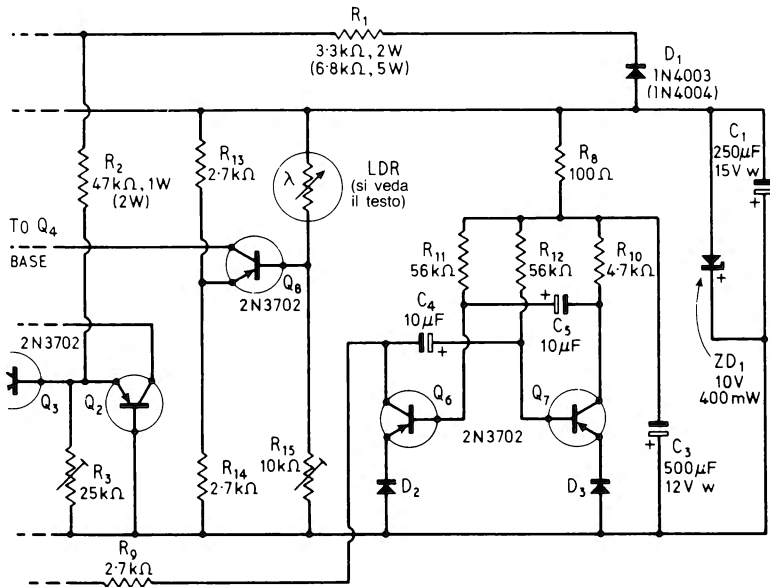 R1
3·3kΩ, 2W
(6·8kΩ, 5W)
D1
1N4003
(1N4004)
R2
47kΩ, 1W
(2W)
R13
2·7kΩ
λ
LDR
(si veda
il testo)
R8
100Ω
C1
250μF
15V w
+
TO Q4
BASE
Q8
2N3702
R11
56kΩ
R12
56kΩ
R10
4·7kΩ
+
C5
10μF
C4
10μF
+
ZD1
10V
400mW
2N3702
Q3
Q2
Q6
Q7
2N3702
R3
25kΩ
R14
2·7kΩ
R15
10kΩ
D2
D3
+
C3
500μF
12V w
R9
2·7kΩ